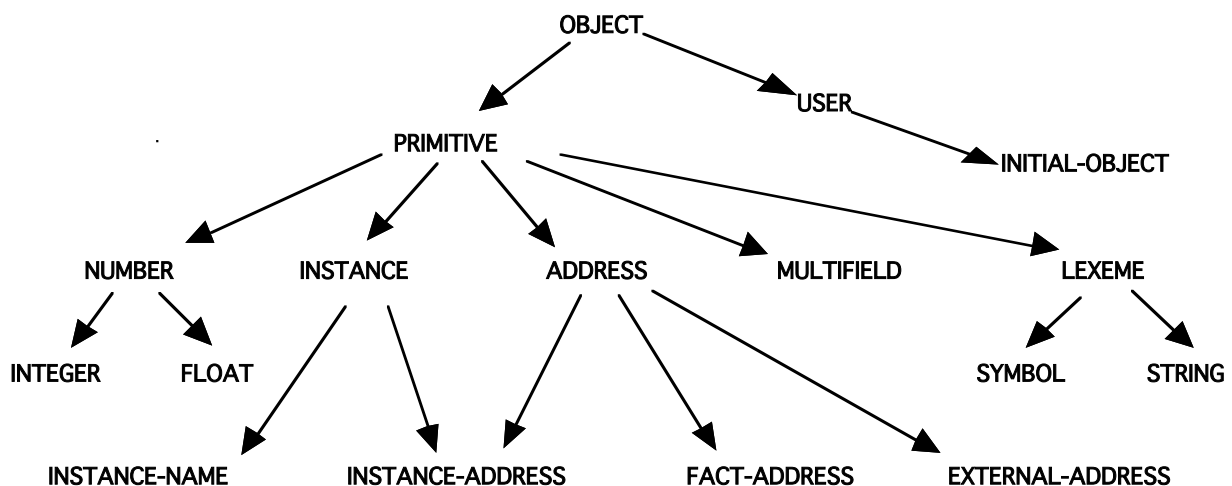 OBJECT
USER
PRIMITIVE
INITIAL-OBJECT
NUMBER INSTANCE ADDRESS MULTIFIELD LEXEME
INTEGER FLOAT SYMBOL STRING
INSTANCE-NAME INSTANCE-ADDRESS FACT-ADDRESS EXTERNAL-ADDRESS